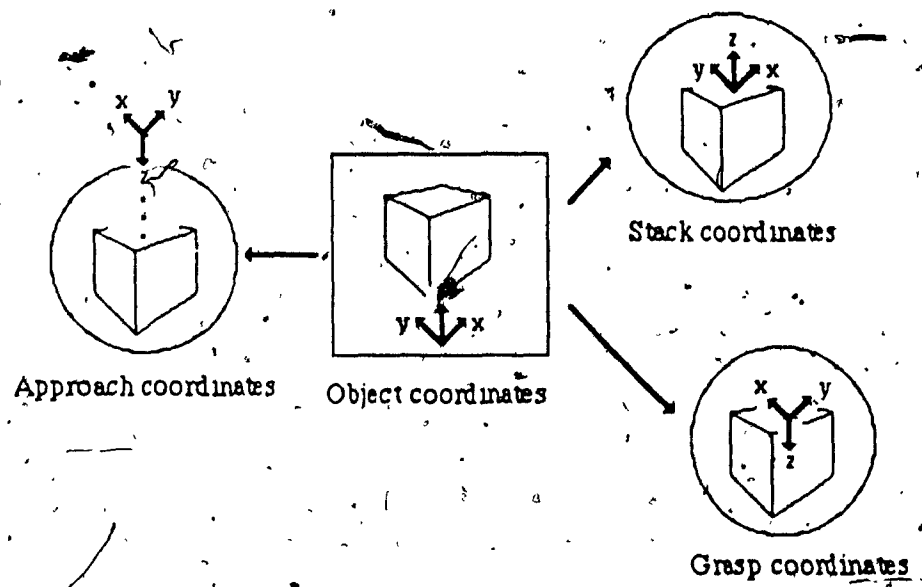 z
y x
Stack coordinates
x y
z
Approach coordinates
y x
Object coordinates
x y
z
Grasp coordinates